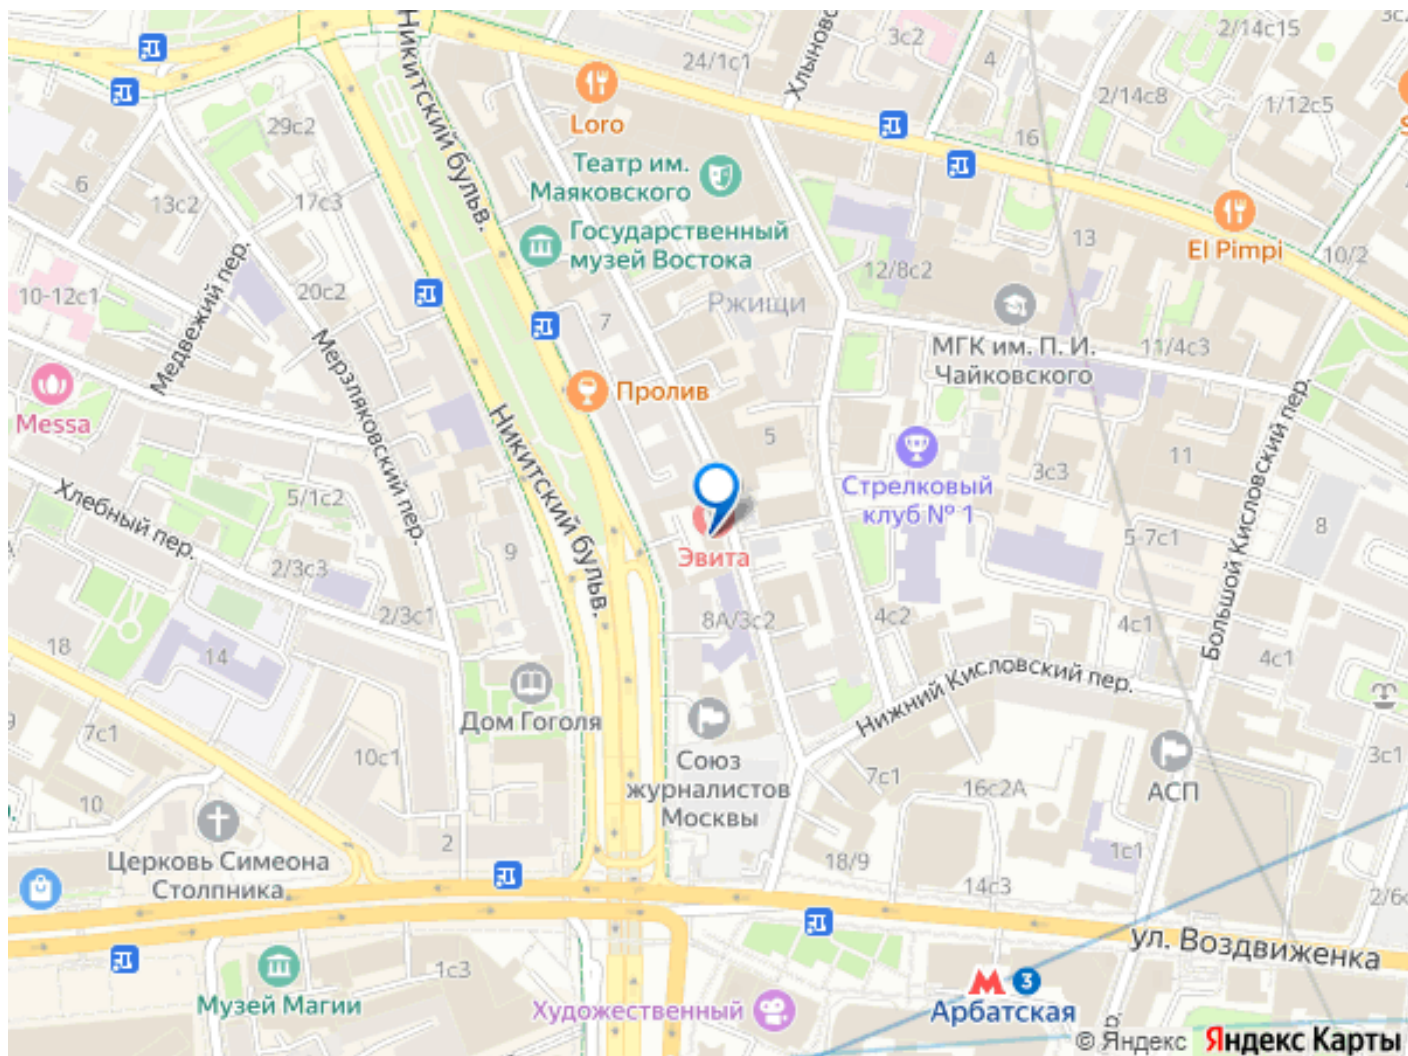 Никитский бульв.
24/1с1
3с2
4
2/14с15
Хлыновс
2/14с8
1/12с5
Loro
29с2
16
Театр им.
Маяковского
6
13с2
17с3
Государственный
музей Востока
El Pimpi
13
10/2
12/8с2
10-12с1
20с2
Медвежий пер.
7
Ржищи
МГК им. П. И.
Чайковского
11/4с3
Мерзляковский пер.
Messa
Пролив
5
Никитский бульв.
11
3с3
Стрелковый
клуб № 1
Большой Кисловский пер.
5/1с2
Хлебный пер.
8
9
Эвита
5-7с1
2/3с3
2/3с1
8А/3с2
4с2
4с1
4с1
18
14
Нижний Кисловский пер.
Дом Гоголя
9
7с1
10с1
Союз
журналистов
Москвы
7с1
16с2А
АСП
3с1
10
2
Церковь Симеона
Столпника
18/9
1с1
14с3
ул. Воздвиженка
1с3
Музей Магии
Художественный
3
Арбатская
© Яндекс
Яндекс Карты